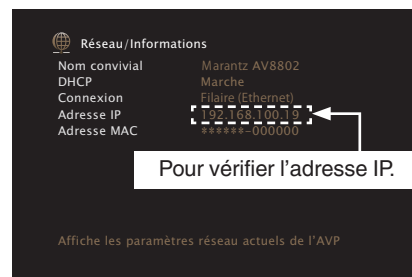 Réseau/Informations
Nom convivial Marantz AV8802
DHCP Marche
Connexion Filaire (Ethernet)
Adresse IP 192.168.100.19
Adresse MAC ******-000000
Pour vérifier l’adresse IP.
Affiche les paramètres réseau actuels de l’AVP